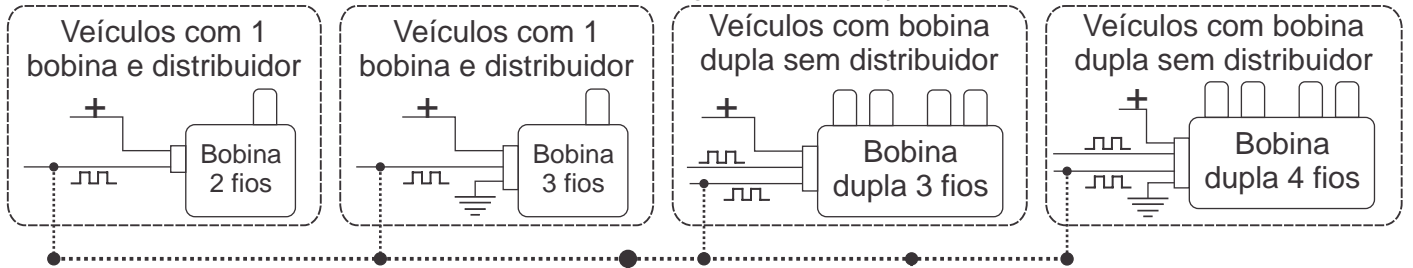 Veículos com 1
bobina e distribuidor
+
Bobina
2 fios
Veículos com 1
bobina e distribuidor
+
Bobina
3 fios
Veículos com bobina
dupla sem distribuidor
+
Bobina
dupla 3 fios
Veículos com bobina
dupla sem distribuidor
+
Bobina
dupla 4 fios